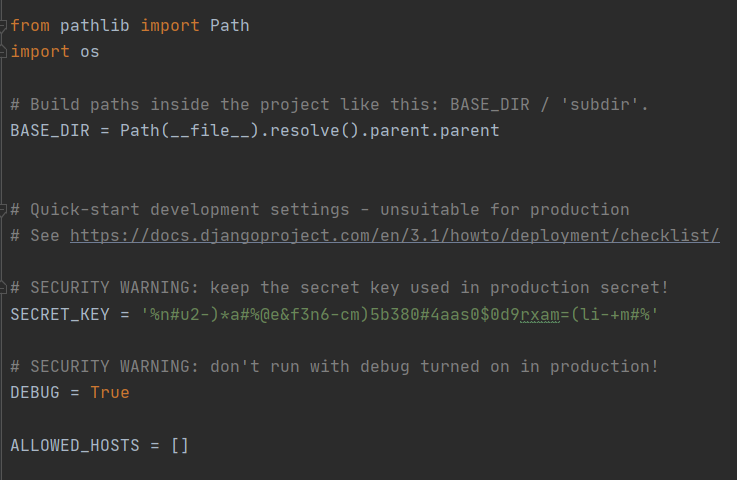 from pathlib import Path
import os
# Build paths inside the project like this: BASE_DIR / 'subdir'.
BASE_DIR = Path(__file__).resolve().parent.parent
# Quick-start development settings - unsuitable for production
# See https://docs.djangoproject.com/en/3.1/howto/deployment/checklist/
# SECURITY WARNING: keep the secret key used in production secret!
SECRET_KEY = '%n#u2-)*a#%@e&f3n6-cm)5b380#4aas0$0d9rxam=(li-+m#%'
# SECURITY WARNING: don't run with debug turned on in production!
DEBUG = True
ALLOWED_HOSTS = []